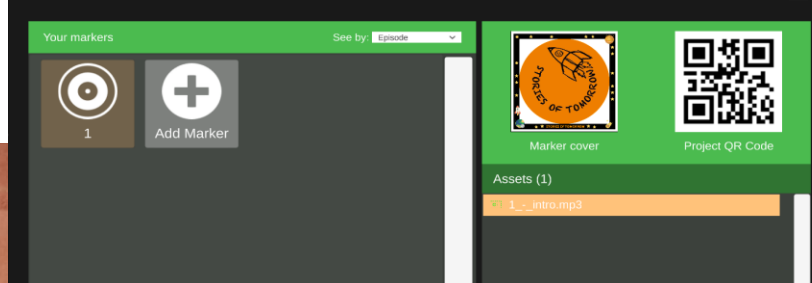 Your markers
See by: Episode
1
Add Marker
STORIES OF TOMORROW
Marker cover
Project QR Code
Assets (1)
1_-_intro.mp3